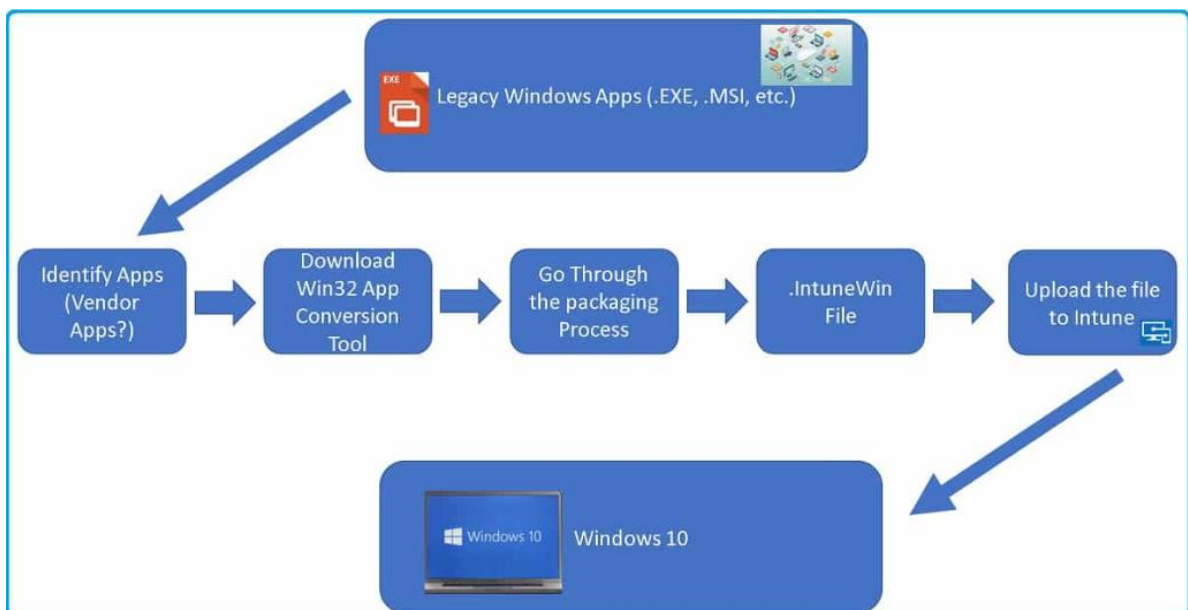 EXE
Legacy Windows Apps (.EXE, .MSI, etc.)
Identify Apps
(Vendor
Apps?)
Download
Win32 App
Conversion
Tool
Go Through
the packaging
Process
.IntuneWin
File
Upload the file
to Intune
Windows 10
Windows 10